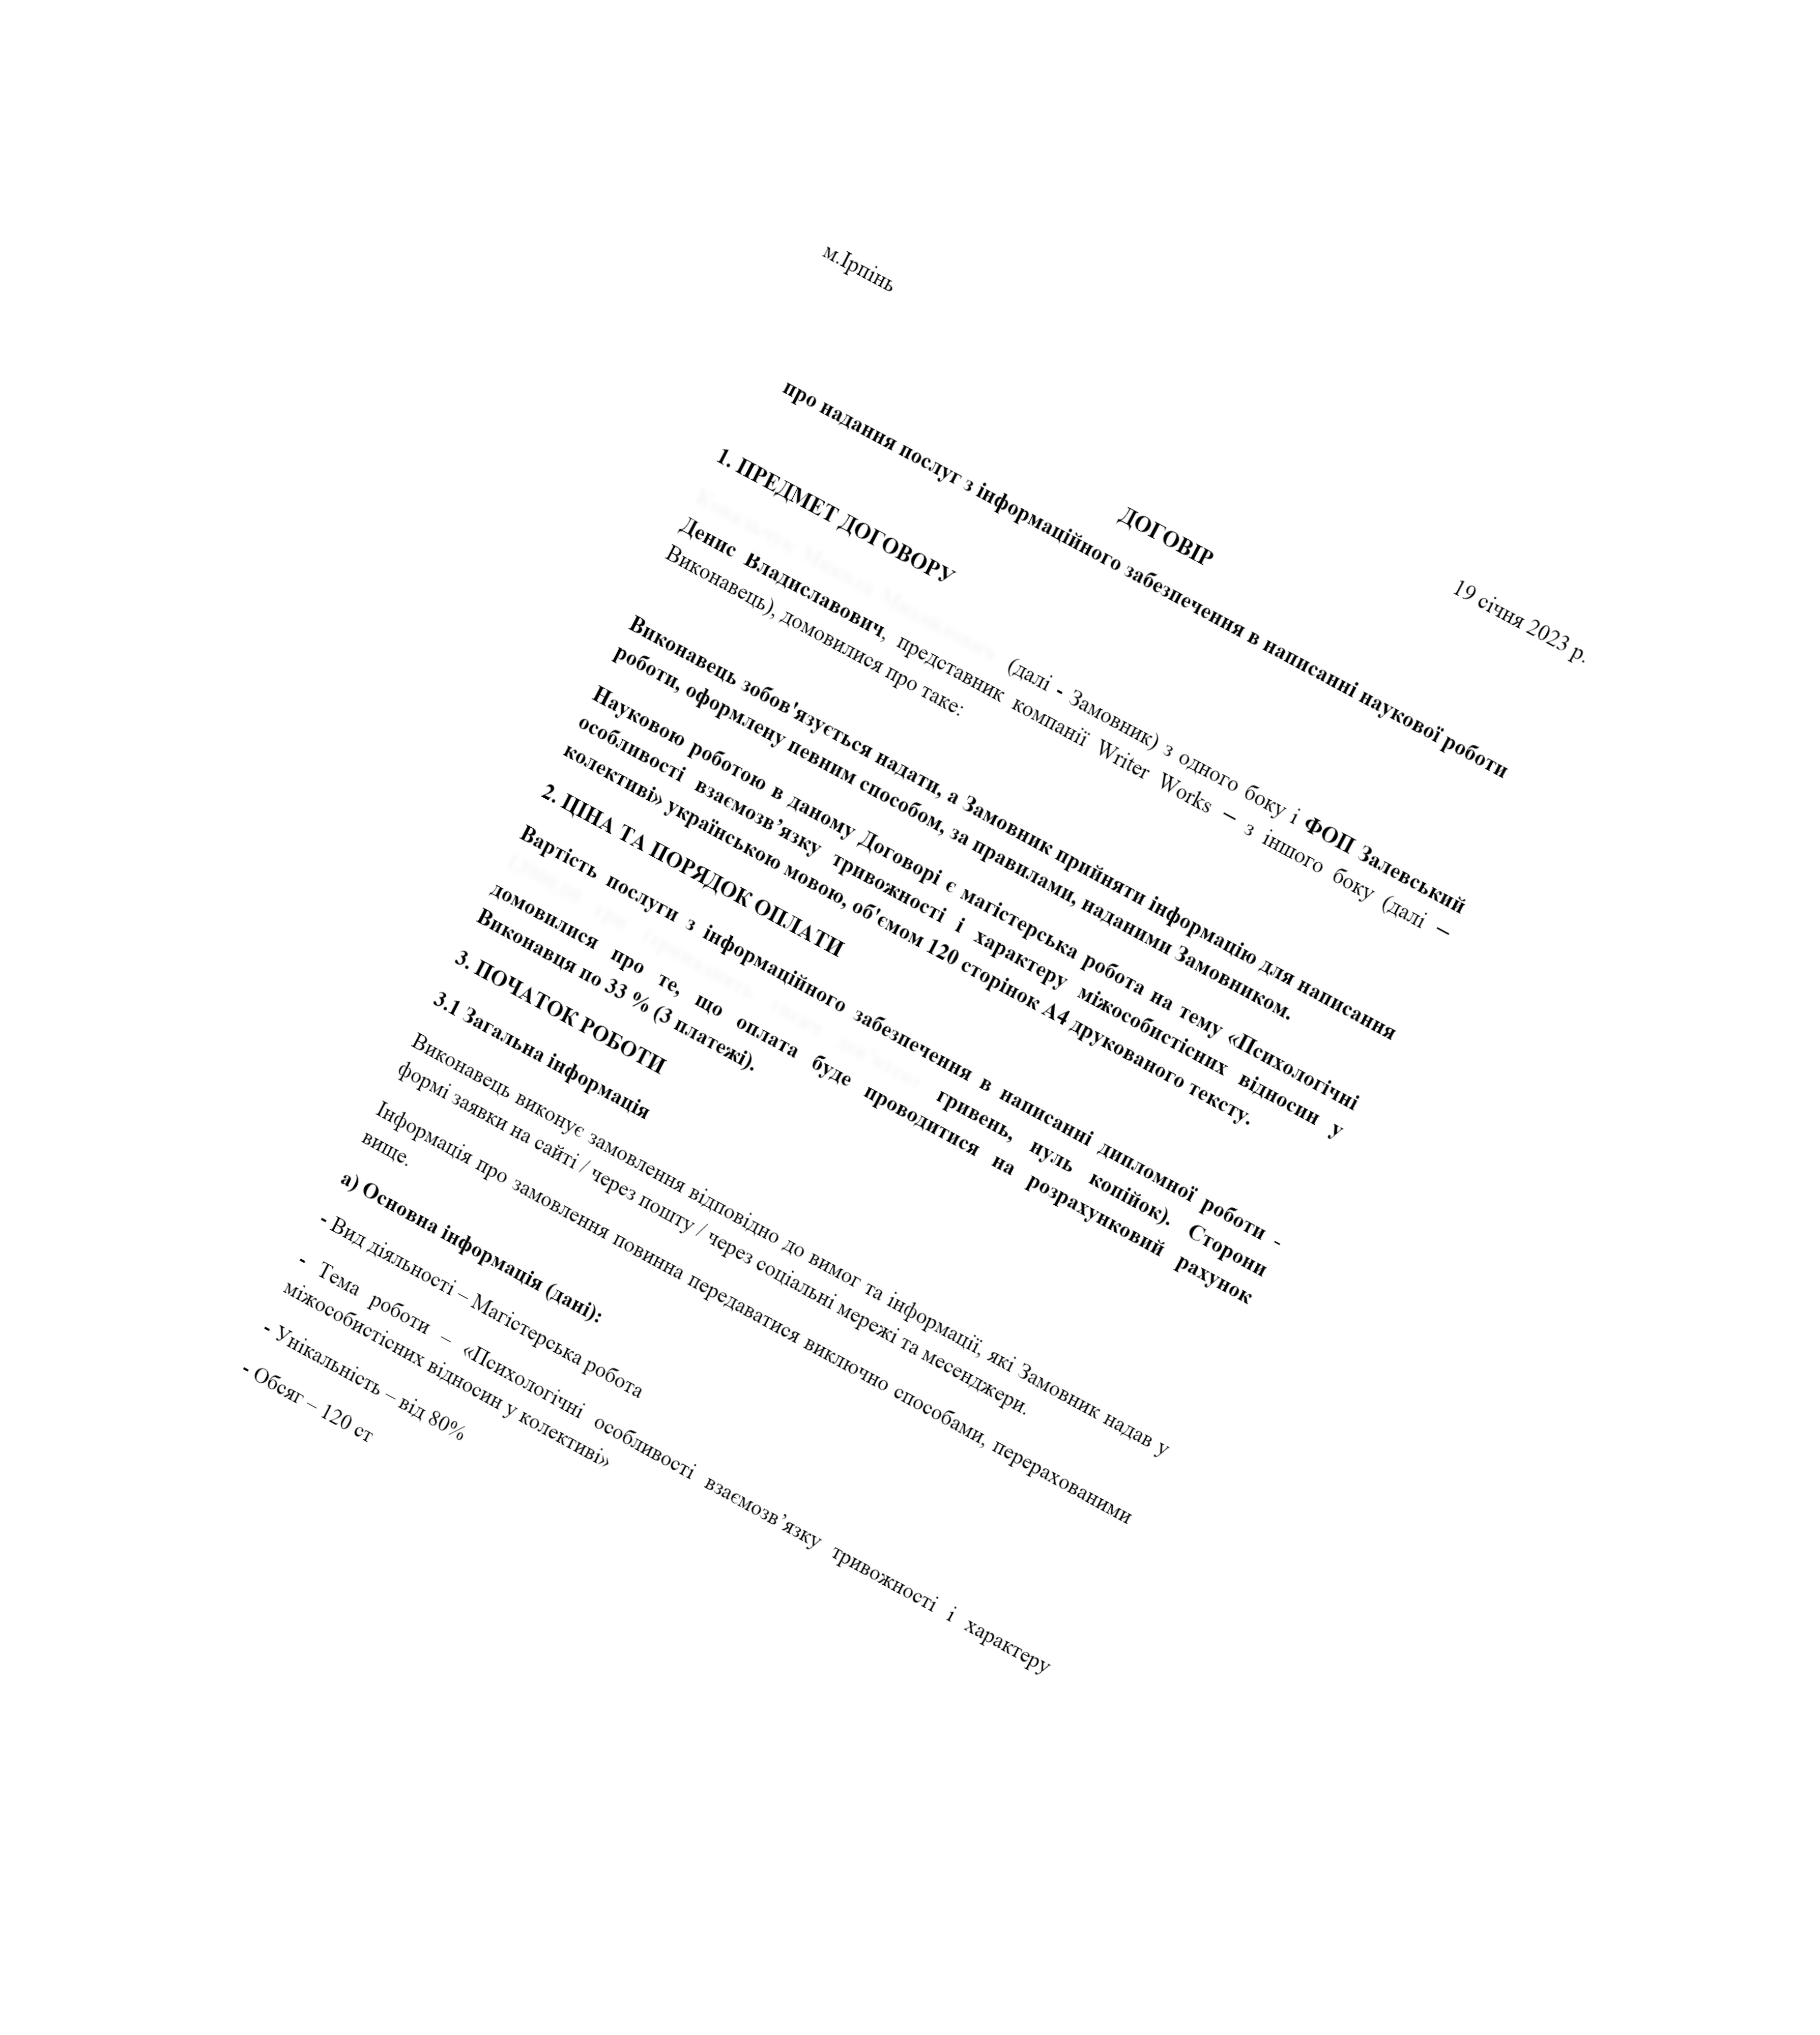 м.Ірпінь
19 січня 2023 р.
ДОГОВІР
про надання послуг з інформаційного забезпечення в написанні наукової роботи
1. ПРЕДМЕТ ДОГОВОРУ
(далі - Замовник) з одного боку і ФОП Залевський
Денис Владиславович, представник компанії Writer Works – з іншого боку (далі –
Виконавець), домовилися про таке:
Виконавець зобов'язується надати, а Замовник прийняти інформацію для написання
роботи, оформлену певним способом, за правилами, наданими Замовником.
Науковою роботою в даному Договорі є магістерська робота на тему «Психологічні
особливості взаємозв’язку тривожності і характеру міжособистісних відносин у
колективі» українською мовою, об'ємом 120 сторінок А4 друкованого тексту.
2. ЦІНА ТА ПОРЯДОК ОПЛАТИ
Вартість послуги з інформаційного забезпечення в написанні дипломної роботи -
гривень, нуль копійок). Сторони
домовилися про те, що оплата буде проводитися на розрахунковий рахунок
Виконавця по 33 % (3 платежі).
3. ПОЧАТОК РОБОТИ
3.1 Загальна інформація
Виконавець виконує замовлення відповідно до вимог та інформації, які Замовник надав у
формі заявки на сайті / через пошту / через соціальні мережі та месенджери.
Інформація про замовлення повинна передаватися виключно способами, перерахованими
вище.
а) Основна інформація (дані):
- Вид діяльності – Магістерська робота
- Тема роботи – «Психологічні особливості взаємозв’язку тривожності і характеру
міжособистісних відносин у колективі»
- Унікальність – від 80%
- Обсяг – 120 ст